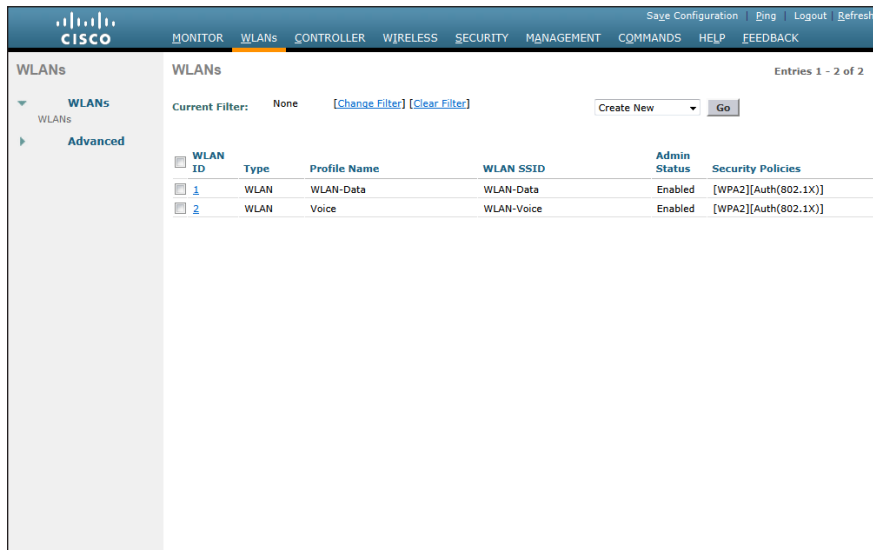 Save Configuration | Ping | Logout | Refresh
CISCO
MONITOR WLANs CONTROLLER WIRELESS SECURITY MANAGEMENT COMMANDS HELP FEEDBACK
WLANs
WLANs
WLANs
Advanced
WLANs
Entries 1 - 2 of 2
Current Filter: None [Change Filter] [Clear Filter]
Create New Go
WLAN ID Type Profile Name WLAN SSID Admin Status Security Policies
1 WLAN WLAN-Data WLAN-Data Enabled [WPA2][Auth(802.1X)]
2 WLAN Voice WLAN-Voice Enabled [WPA2][Auth(802.1X)]